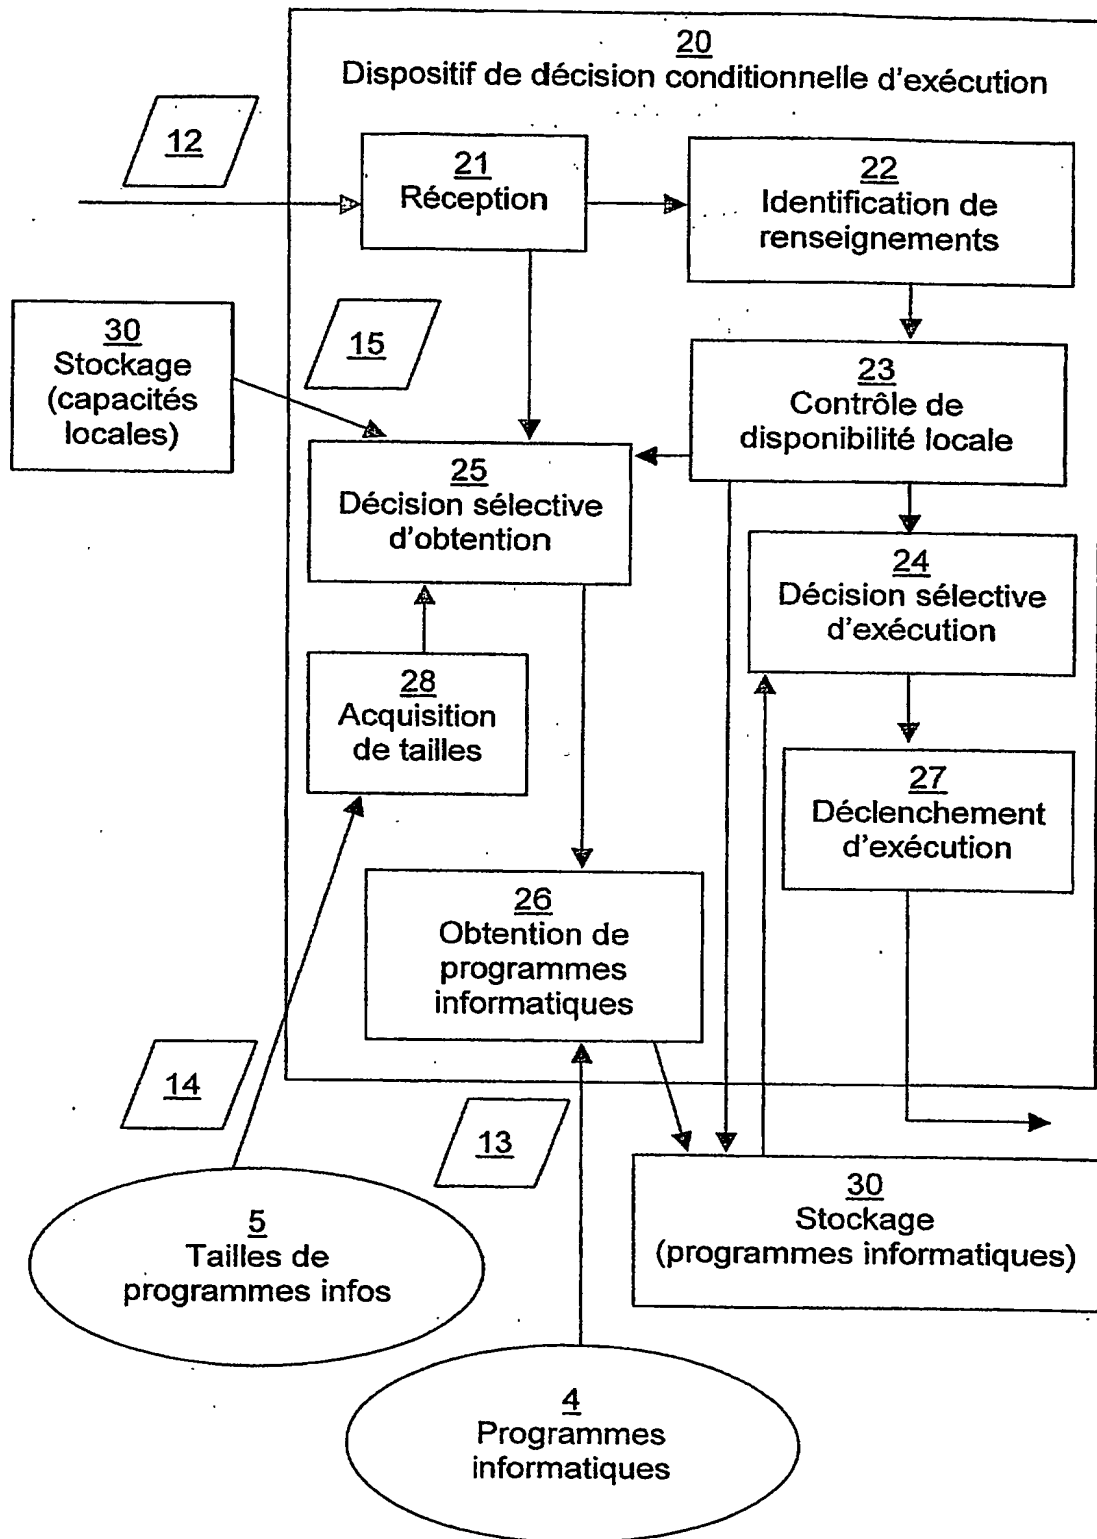 20
Dispositif de décision conditionnelle d'exécution
12
21
Réception
22
Identification de
renseignements
30
Stockage
(capacités
locales)
15
23
Contrôle de
disponibilité locale
25
Décision sélective
d'obtention
24
Décision sélective
d'exécution
28
Acquisition
de tailles
27
Déclenchement
d'exécution
26
Obtention de
programmes
informatiques
14
13
30
Stockage
(programmes informatiques)
5
Tailles de
programmes infos
4
Programmes
informatiques